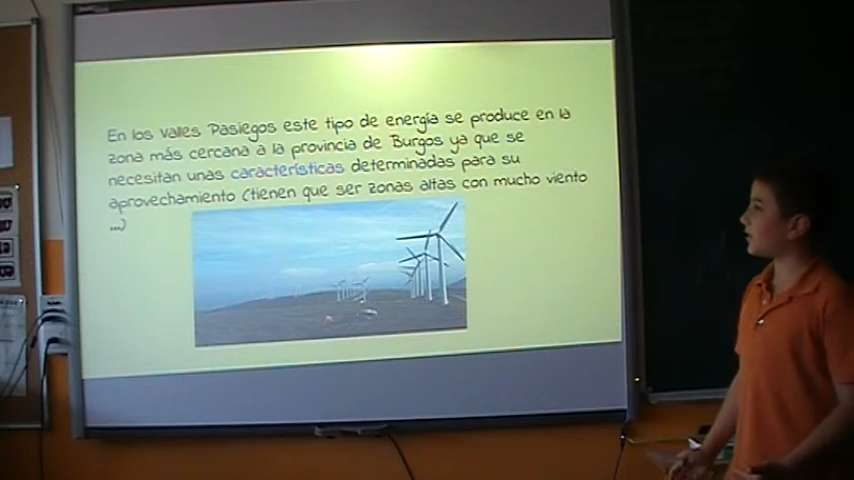 En los valles Pasiegos este tipo de energía se produce en la
zona más cercana a la provincia de Burgos ya que se
necesitan unas características determinadas para su
aprovechamiento (tienen que ser zonas altas con mucho viento
...)